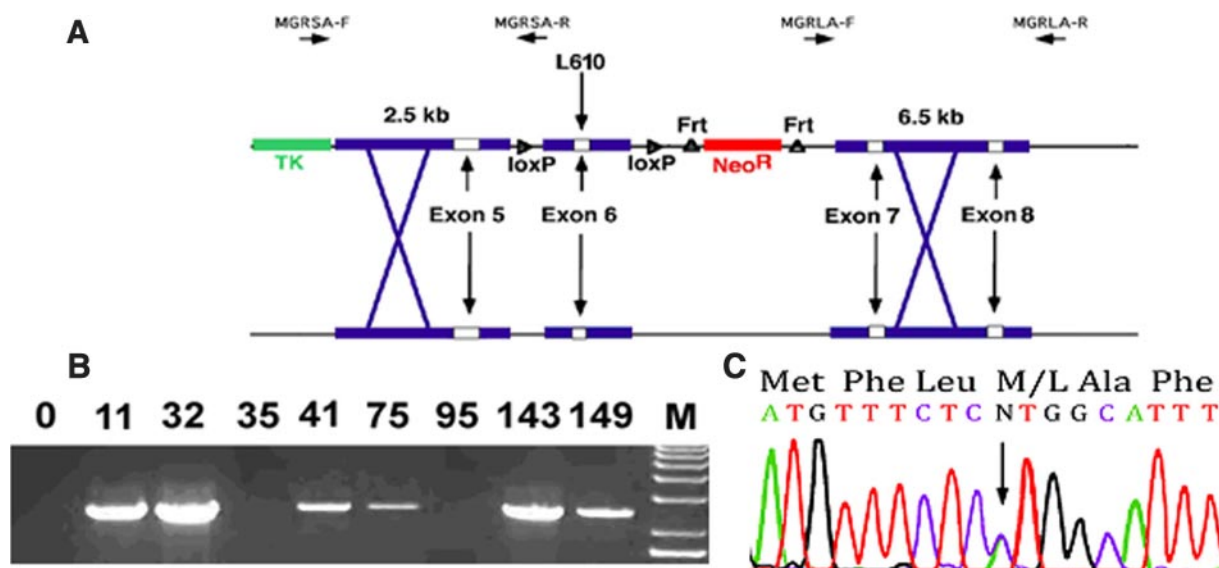 A
MGRSA-F MGRSA-R MGRLA-F MGRLA-R
L610
2.5 kb Frt Frt 6.5 kb
TK loxP loxP NeoR
Exon 5 Exon 6 Exon 7 Exon 8
B
0 11 32 35 41 75 95 143 149 M
C
Met Phe Leu M/L Ala Phe
A T G T T T C T C N T G G C A T T T